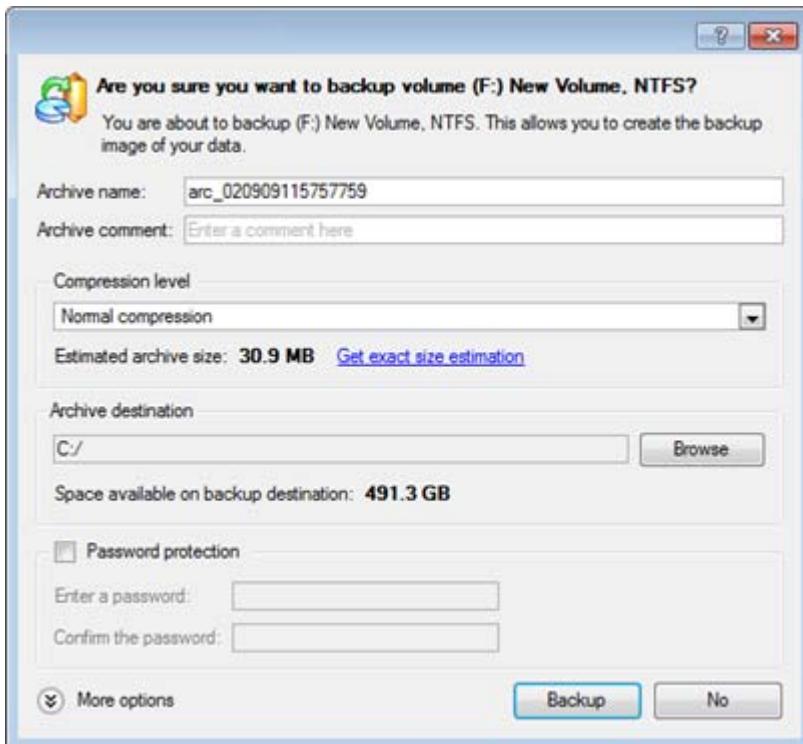 Are you sure you want to backup volume (F:) New Volume, NTFS?
You are about to backup (F:) New Volume, NTFS. This allows you to create the backup
image of your data.
Archive name: arc_020909115757759
Archive comment: Enter a comment here
Compression level
Normal compression
Estimated archive size: 30.9 MB Get exact size estimation
Archive destination
C:/ Browse
Space available on backup destination: 491.3 GB
Password protection
Enter a password:
Confirm the password:
More options Backup No